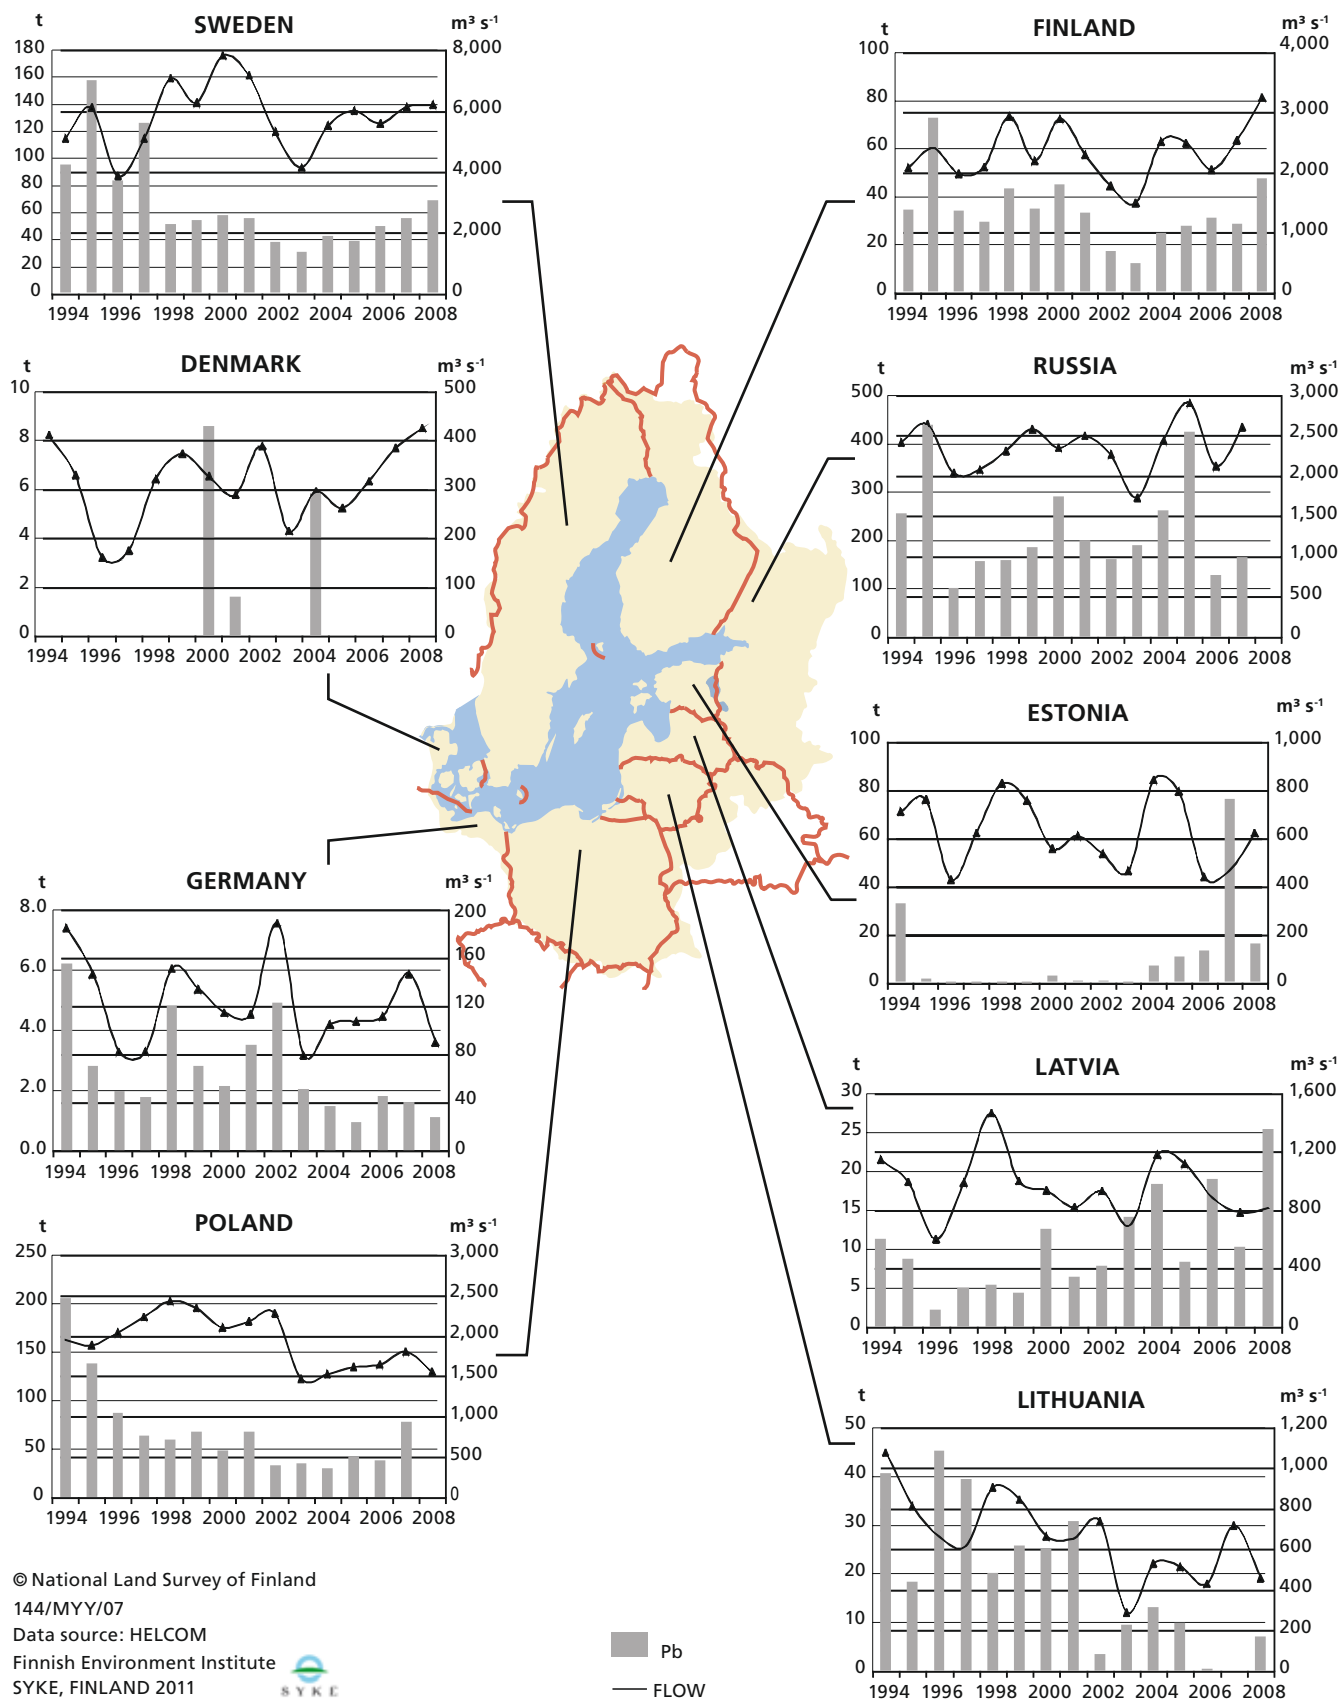 SWEDEN
t
m³ s⁻¹
180
160
140
120
100
80
60
40
20
0
8,000
6,000
4,000
2,000
0
1994 1996 1998 2000 2002 2004 2006 2008
FINLAND
t
m³ s⁻¹
100
80
60
40
20
0
4,000
3,000
2,000
1,000
0
1994 1996 1998 2000 2002 2004 2006 2008
DENMARK
t
m³ s⁻¹
10
8
6
4
2
0
500
400
300
200
100
0
1994 1996 1998 2000 2002 2004 2006 2008
RUSSIA
t
m³ s⁻¹
500
400
300
200
100
0
3,000
2,500
2,000
1,500
1,000
500
0
1994 1996 1998 2000 2002 2004 2006 2008
ESTONIA
t
m³ s⁻¹
100
80
60
40
20
0
1,000
800
600
400
200
0
1994 1996 1998 2000 2002 2004 2006 2008
GERMANY
t
m³ s⁻¹
8.0
6.0
4.0
2.0
0.0
200
160
120
80
40
0
1994 1996 1998 2000 2002 2004 2006 2008
LATVIA
t
m³ s⁻¹
30
25
20
15
10
5
0
1,600
1,200
800
400
0
1994 1996 1998 2000 2002 2004 2006 2008
POLAND
t
m³ s⁻¹
250
200
150
100
50
0
3,000
2,500
2,000
1,500
1,000
500
0
1994 1996 1998 2000 2002 2004 2006 2008
LITHUANIA
t
m³ s⁻¹
50
40
30
20
10
0
1,200
1,000
800
600
400
200
0
1994 1996 1998 2000 2002 2004 2006 2008
© National Land Survey of Finland
144/MYY/07
Data source: HELCOM
Finnish Environment Institute
SYKE, FINLAND 2011
SYKE
Pb
FLOW